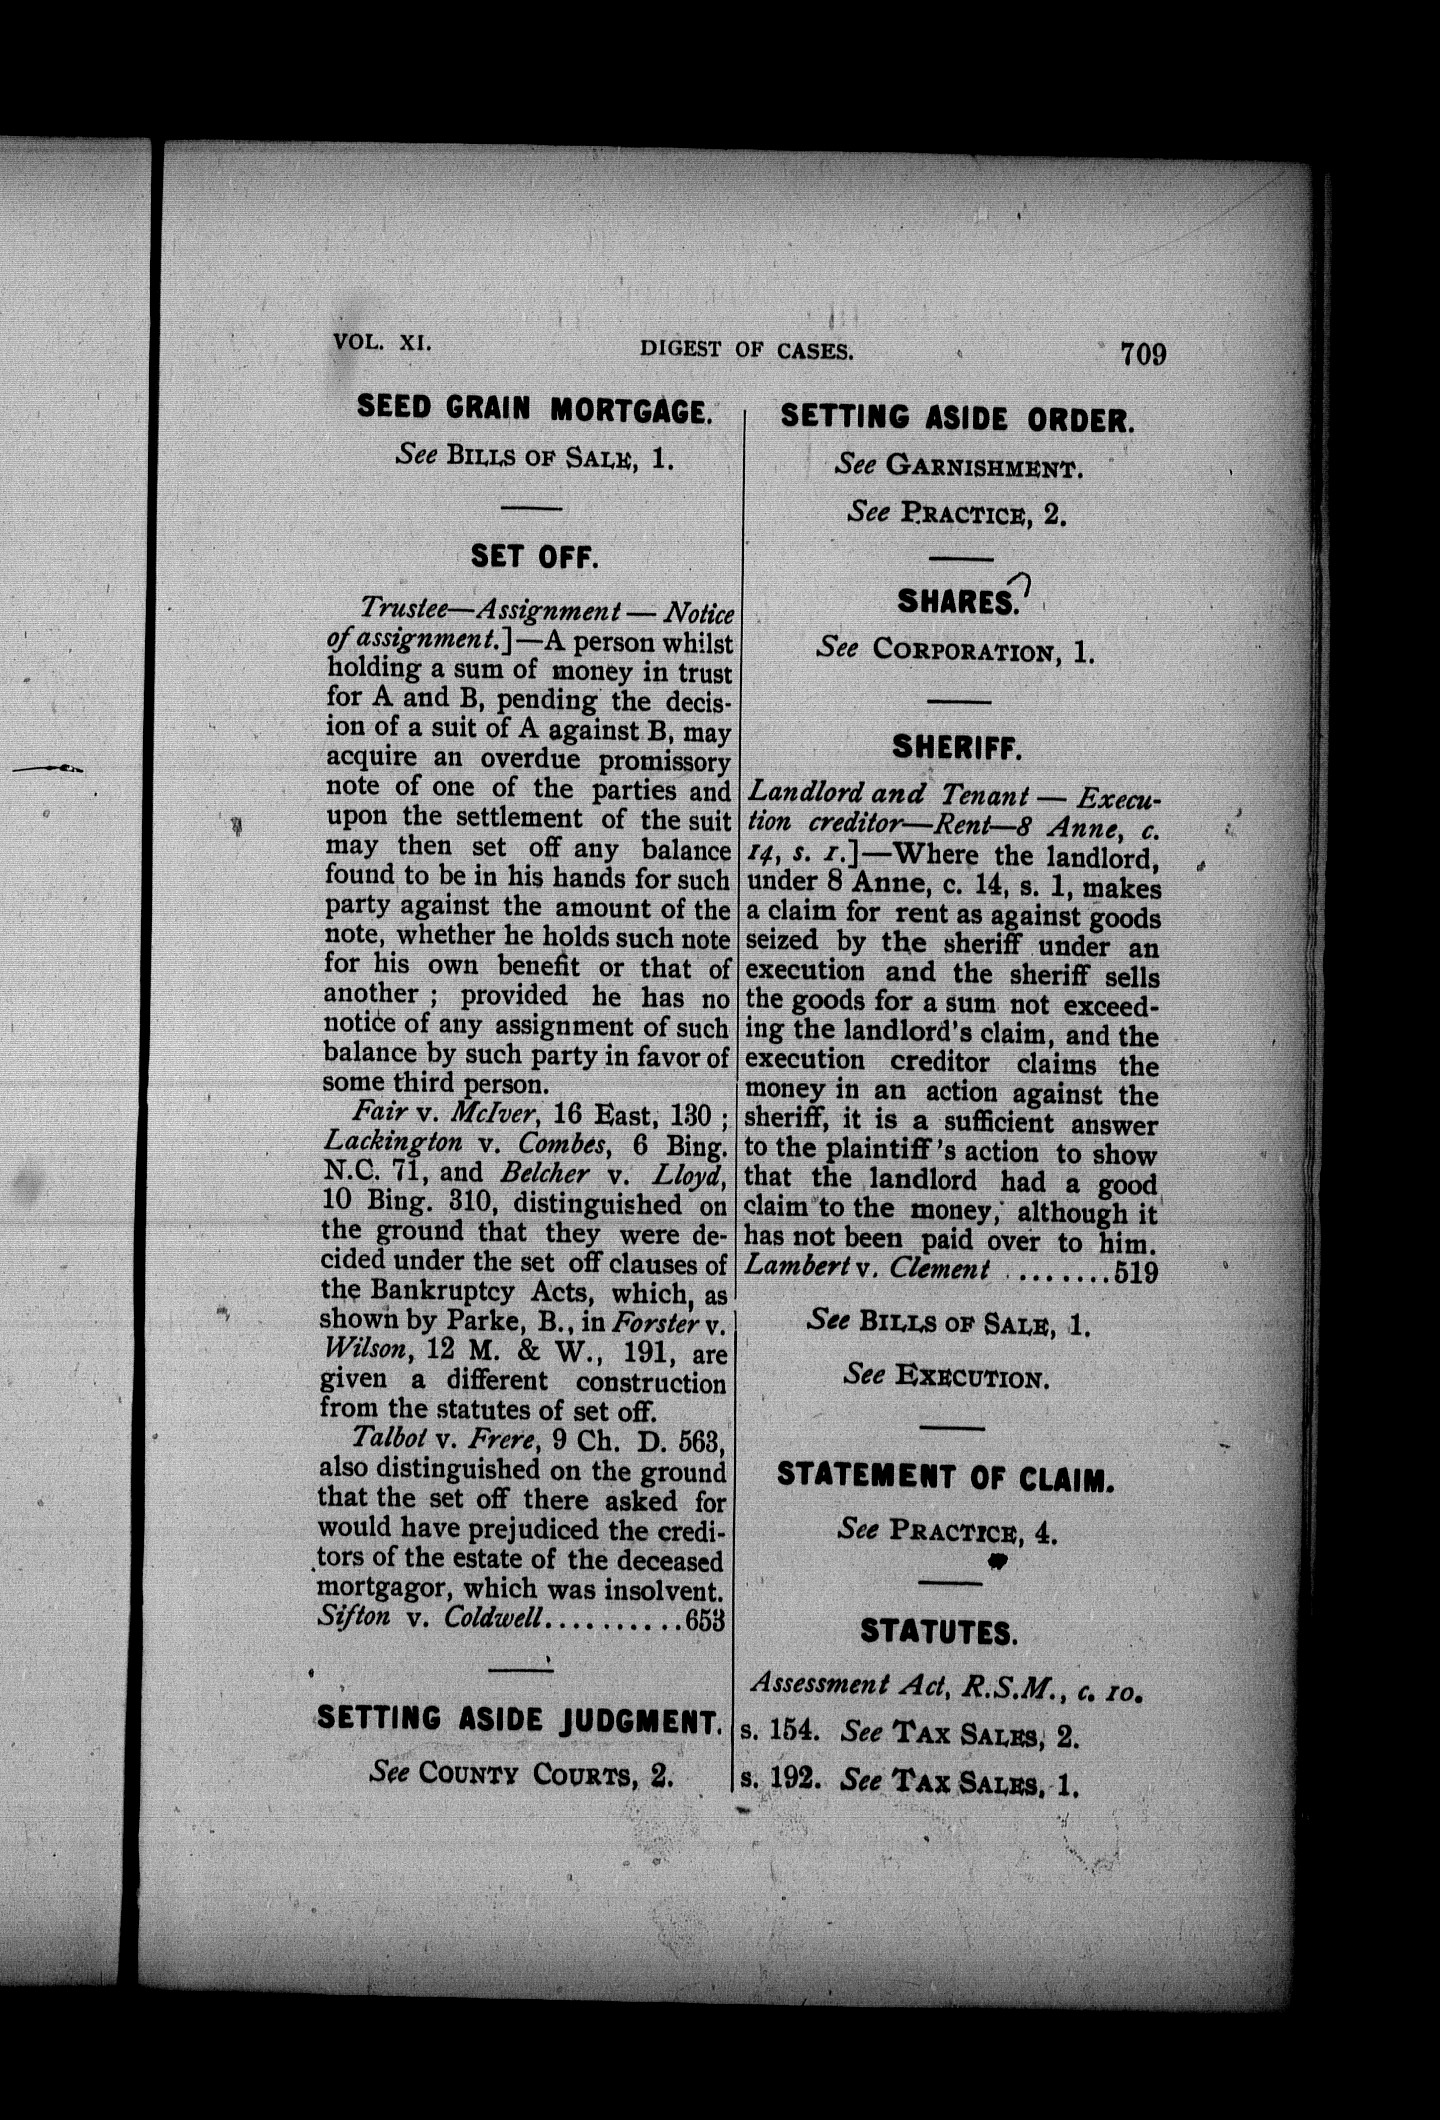 VOL. XI. DIGEST OF CASES. 709
SEED GRAIN MORTGAGE.
See BILLS OF SALE, 1.
SET OFF.
Trustee—Assignment — Notice
of assignment.]—A person whilst
holding a sum of money in trust
for A and B, pending the decis-
ion of a suit of A against B, may
acquire an overdue promissory
note of one of the parties and
upon the settlement of the suit
may then set off any balance
found to be in his hands for such
party against the amount of the
note, whether he holds such note
for his own benefit or that of
another ; provided he has no
notice of any assignment of such
balance by such party in favor of
some third person.
Fair v. McIver, 16 East, 130 ;
Lackington v. Combes, 6 Bing.
N.C. 71, and Belcher v. Lloyd,
10 Bing. 310, distinguished on
the ground that they were de-
cided under the set off clauses of
the Bankruptcy Acts, which, as
shown by Parke, B., in Forster v.
Wilson, 12 M. & W., 191, are
given a different construction
from the statutes of set off.
Talbot v. Frere, 9 Ch. D. 563,
also distinguished on the ground
that the set off there asked for
would have prejudiced the credi-
tors of the estate of the deceased
mortgagor, which was insolvent.
Sifton v. Coldwell..........653
SETTING ASIDE JUDGMENT.
See COUNTY COURTS, 2.
SETTING ASIDE ORDER.
See GARNISHMENT.
See PRACTICE, 2.
SHARES.
See CORPORATION, 1.
SHERIFF.
Landlord and Tenant — Execu-
tion creditor—Rent—8 Anne, c.
14, s. 1.]—Where the landlord,
under 8 Anne, c. 14, s. 1, makes
a claim for rent as against goods
seized by the sheriff under an
execution and the sheriff sells
the goods for a sum not exceed-
ing the landlord's claim, and the
execution creditor claims the
money in an action against the
sheriff, it is a sufficient answer
to the plaintiff's action to show
that the landlord had a good
claim to the money, although it
has not been paid over to him.
Lambert v. Clement ........519
See BILLS OF SALE, 1.
See EXECUTION.
STATEMENT OF CLAIM.
See PRACTICE, 4.
STATUTES.
Assessment Act, R.S.M., c. 10.
s. 154. See TAX SALES, 2.
s. 192. See TAX SALES, 1.